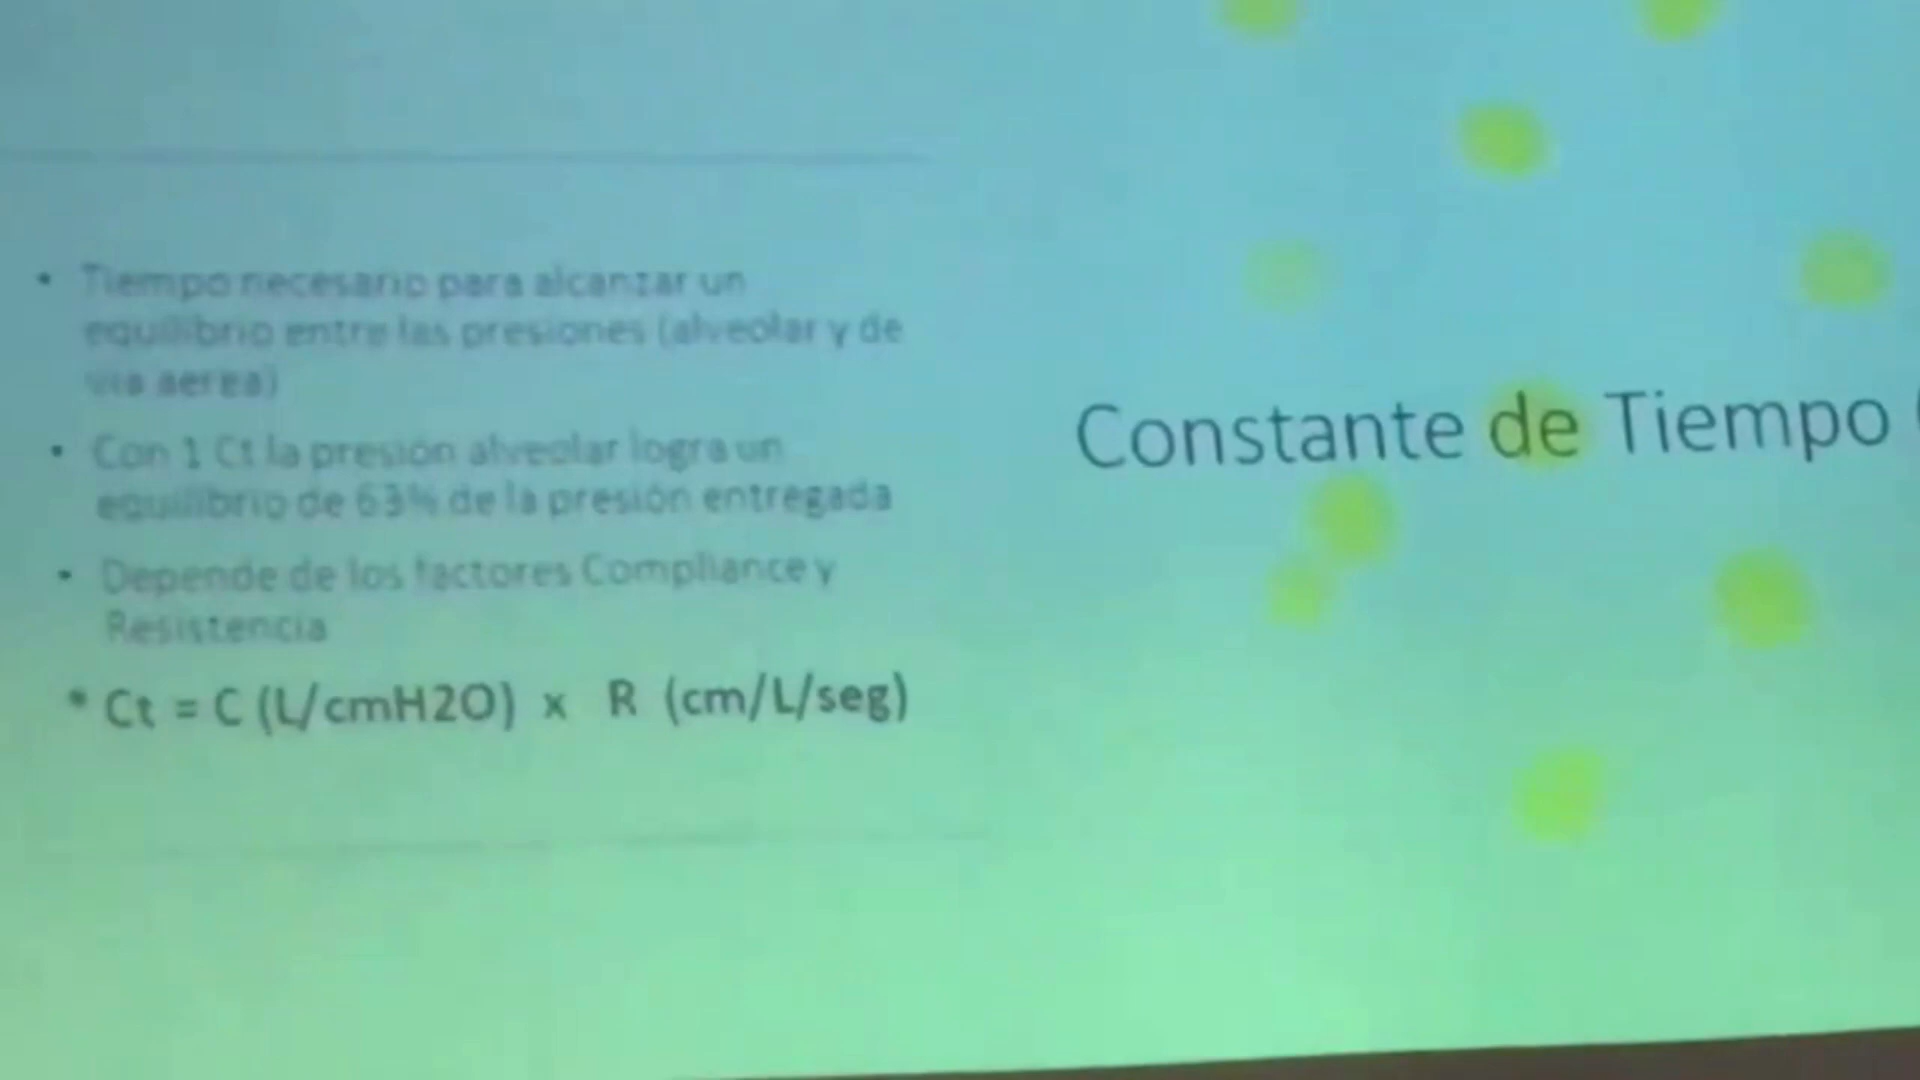 • Tiempo necesario para alcanzar un
equilibrio entre las presiones (alveolar y de
via aerea)
• Con 1 Ct la presión alveolar logra un
equilibrio de 63% de la presión entregada
• Depende de los factores Compliance y
Resistencia
* Ct = C (L/cmH2O) x R (cm/L/seg)
Constante de Tiempo (